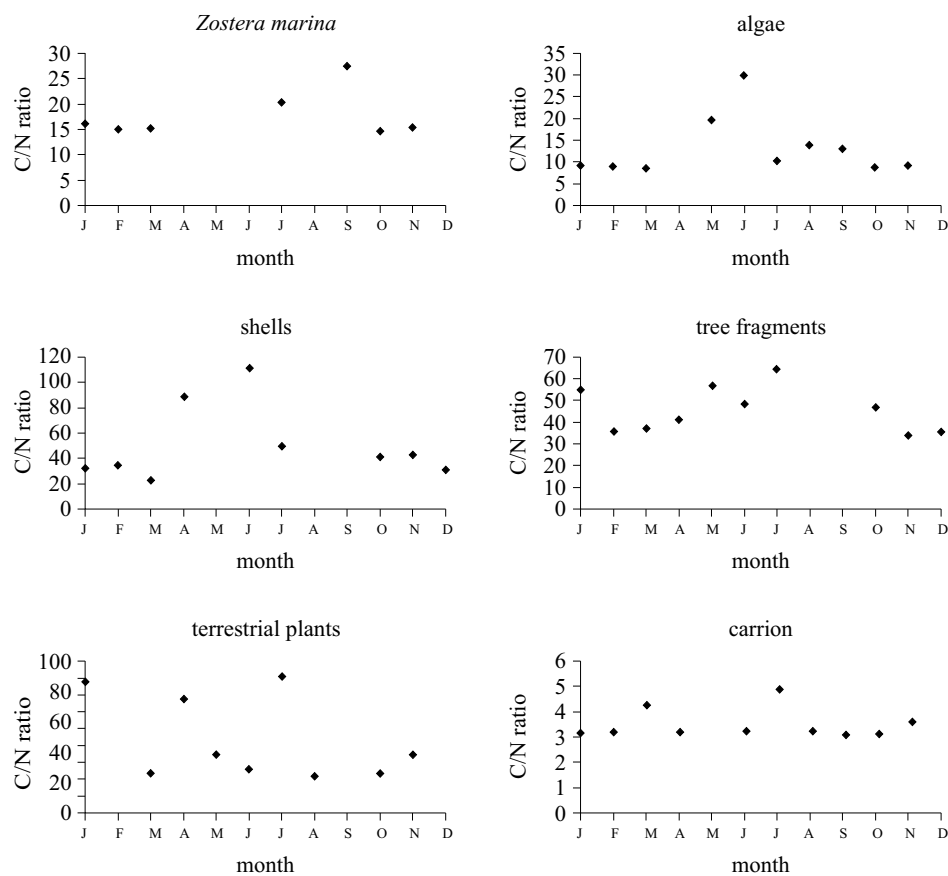 Zostera marina
C/N ratio
30
25
20
15
10
5
0
J F M A M J J A S O N D
month
algae
C/N ratio
35
30
25
20
15
10
5
0
J F M A M J J A S O N D
month
shells
C/N ratio
120
100
80
60
40
20
0
J F M A M J J A S O N D
month
tree fragments
C/N ratio
70
60
50
40
30
20
10
0
J F M A M J J A S O N D
month
terrestrial plants
C/N ratio
100
80
60
40
20
0
J F M A M J J A S O N D
month
carrion
C/N ratio
6
5
4
3
2
1
0
J F M A M J J A S O N D
month